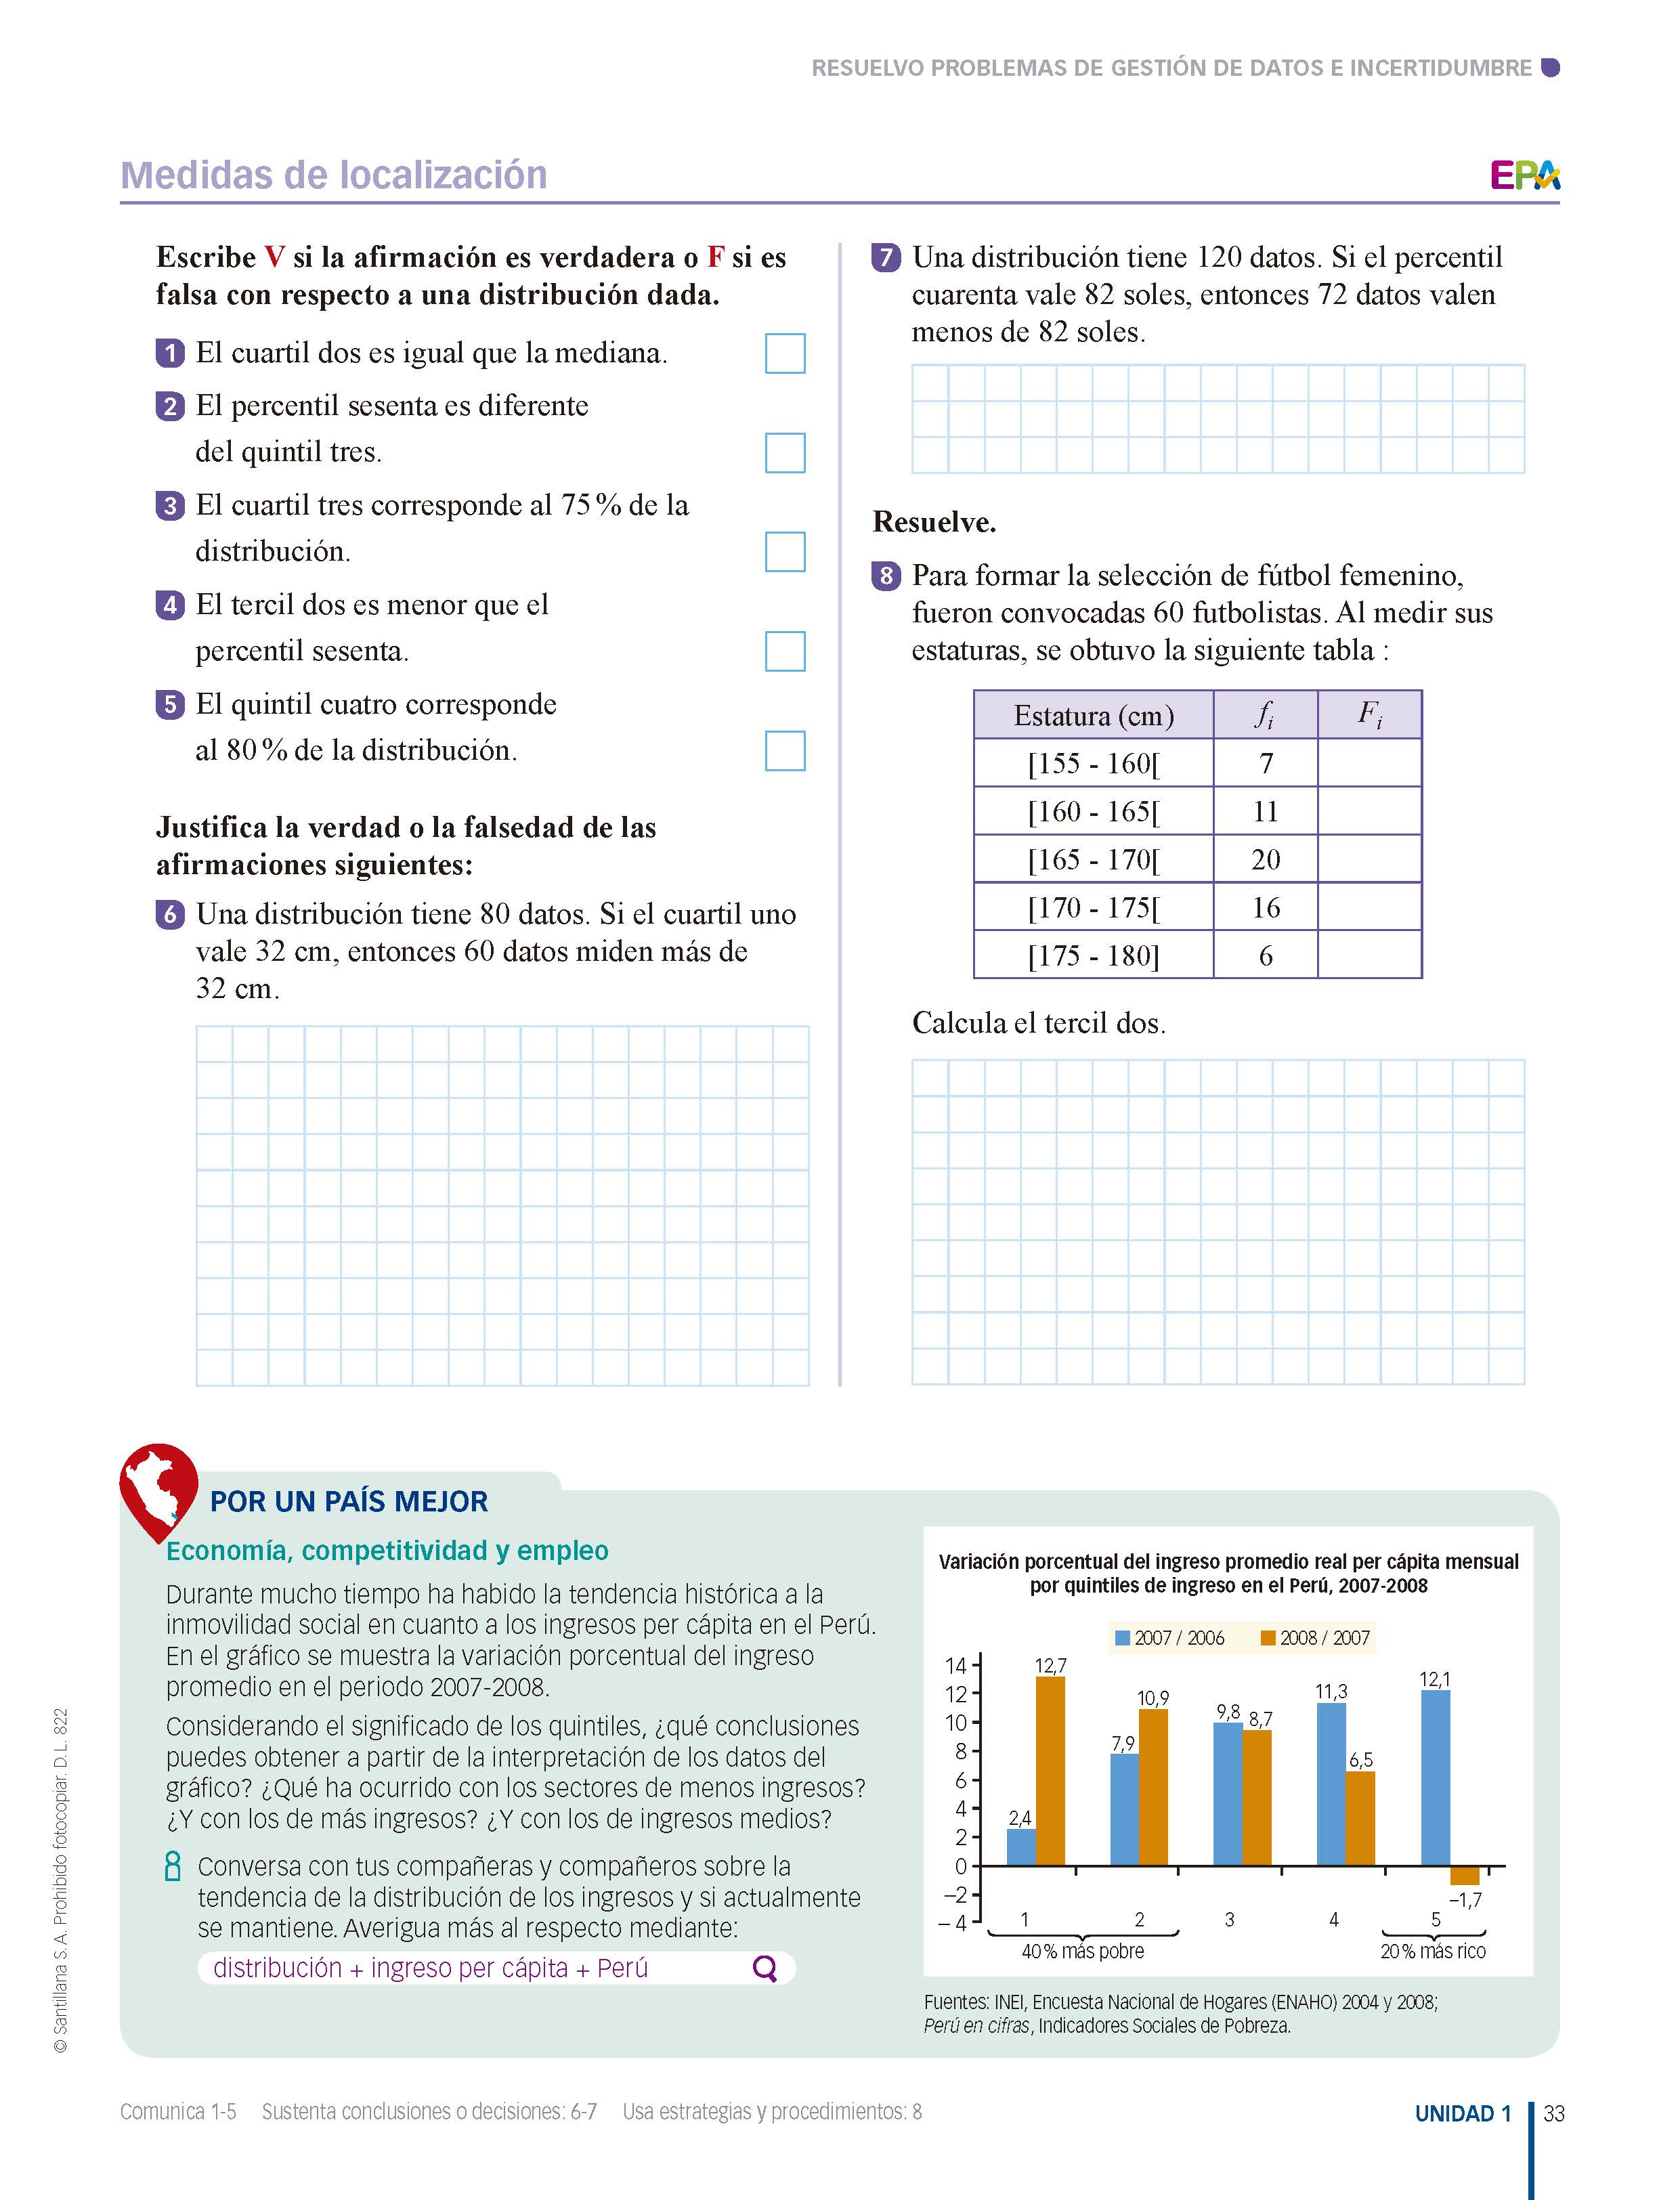 RESUELVO PROBLEMAS DE GESTIÓN DE DATOS E INCERTIDUMBRE
Medidas de localización
EPA
Escribe V si la afirmación es verdadera o F si es
falsa con respecto a una distribución dada.
1 El cuartil dos es igual que la mediana.
2 El percentil sesenta es diferente
del quintil tres.
3 El cuartil tres corresponde al 75 % de la
distribución.
4 El tercil dos es menor que el
percentil sesenta.
5 El quintil cuatro corresponde
al 80 % de la distribución.
Justifica la verdad o la falsedad de las
afirmaciones siguientes:
6 Una distribución tiene 80 datos. Si el cuartil uno
vale 32 cm, entonces 60 datos miden más de
32 cm.
7 Una distribución tiene 120 datos. Si el percentil
cuarenta vale 82 soles, entonces 72 datos valen
menos de 82 soles.
Resuelve.
8 Para formar la selección de fútbol femenino,
fueron convocadas 60 futbolistas. Al medir sus
estaturas, se obtuvo la siguiente tabla :
Estatura (cm) fi Fi
[155 - 160[ 7
[160 - 165[ 11
[165 - 170[ 20
[170 - 175[ 16
[175 - 180] 6
Calcula el tercil dos.
POR UN PAÍS MEJOR
Economía, competitividad y empleo
Durante mucho tiempo ha habido la tendencia histórica a la
inmovilidad social en cuanto a los ingresos per cápita en el Perú.
En el gráfico se muestra la variación porcentual del ingreso
promedio en el periodo 2007-2008.
Considerando el significado de los quintiles, ¿qué conclusiones
puedes obtener a partir de la interpretación de los datos del
gráfico? ¿Qué ha ocurrido con los sectores de menos ingresos?
¿Y con los de más ingresos? ¿Y con los de ingresos medios?
Conversa con tus compañeras y compañeros sobre la
tendencia de la distribución de los ingresos y si actualmente
se mantiene. Averigua más al respecto mediante:
distribución + ingreso per cápita + Perú
Variación porcentual del ingreso promedio real per cápita mensual
por quintiles de ingreso en el Perú, 2007-2008
2007 / 2006 2008 / 2007
14
12
10
8
6
4
2
0
–2
– 4
2,4 12,7
7,9 10,9
9,8 8,7
11,3 6,5
12,1 –1,7
1 2 3 4 5
40 % más pobre 20 % más rico
Fuentes: INEI, Encuesta Nacional de Hogares (ENAHO) 2004 y 2008;
Perú en cifras, Indicadores Sociales de Pobreza.
© Santillana S. A. Prohibido fotocopiar. D. L. 822
Comunica 1-5 Sustenta conclusiones o decisiones: 6-7 Usa estrategias y procedimientos: 8
UNIDAD 1 33